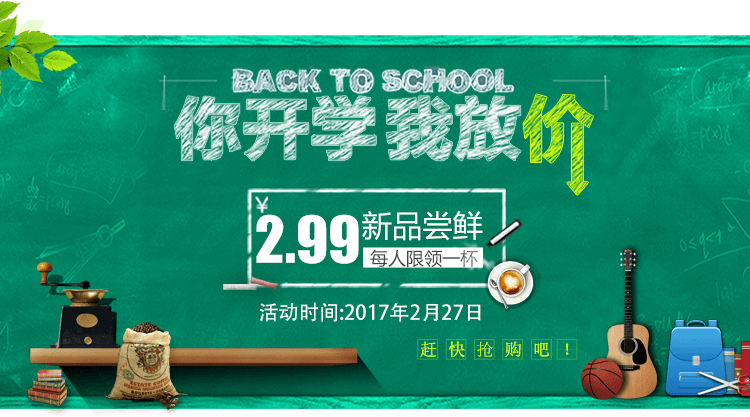 BACK TO SCHOOL
你开学 我放价
¥
2.99 新品尝鲜
每人限领一杯
活动时间:2017年2月27日
赶快抢购吧！